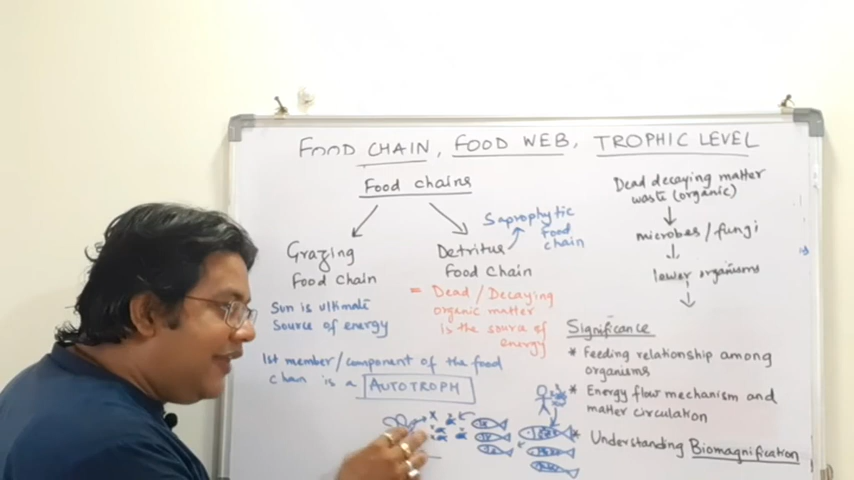 FOOD CHAIN, FOOD WEB, TROPHIC LEVEL
Food chains
Grazing
Food Chain
Sun is ultimate
Source of energy
1st member/component of the food
chain is a AUTOTROPH
Detritus
Food Chain
Saprophytic
food
chain
= Dead/Decaying
organic matter
is the source of
energy
Dead decaying matter
waste (organic)
microbes/fungi
lower organisms
Significance
* Feeding relationship among
organisms
* Energy flow mechanism and
matter circulation
* Understanding Biomagnification